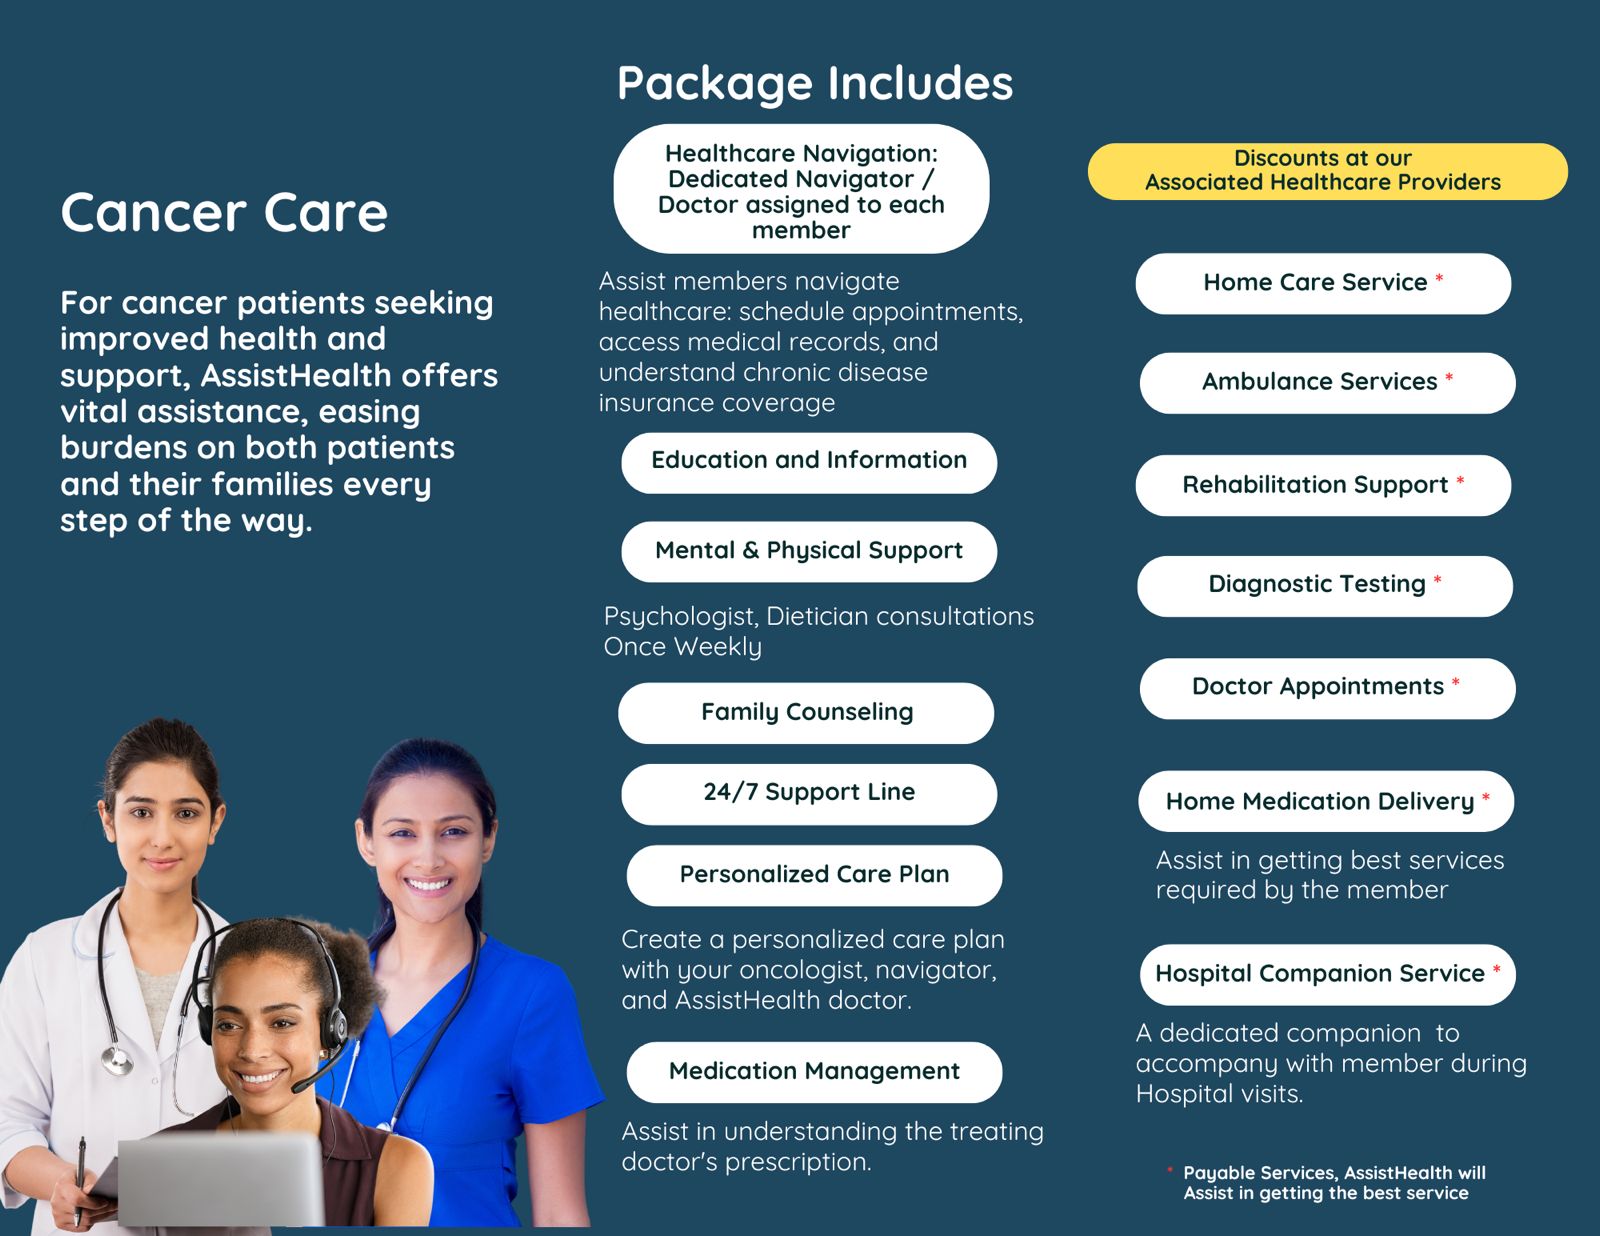 Cancer Care
For cancer patients seeking
improved health and
support, AssistHealth offers
vital assistance, easing
burdens on both patients
and their families every
step of the way.
Package Includes
Healthcare Navigation:
Dedicated Navigator /
Doctor assigned to each
member
Assist members navigate
healthcare: schedule appointments,
access medical records, and
understand chronic disease
insurance coverage
Education and Information
Mental & Physical Support
Psychologist, Dietician consultations
Once Weekly
Family Counseling
24/7 Support Line
Personalized Care Plan
Create a personalized care plan
with your oncologist, navigator,
and AssistHealth doctor.
Medication Management
Assist in understanding the treating
doctor's prescription.
Discounts at our
Associated Healthcare Providers
Home Care Service *
Ambulance Services *
Rehabilitation Support *
Diagnostic Testing *
Doctor Appointments *
Home Medication Delivery *
Assist in getting best services
required by the member
Hospital Companion Service *
A dedicated companion  to
accompany with member during
Hospital visits.
* Payable Services, AssistHealth will
Assist in getting the best service